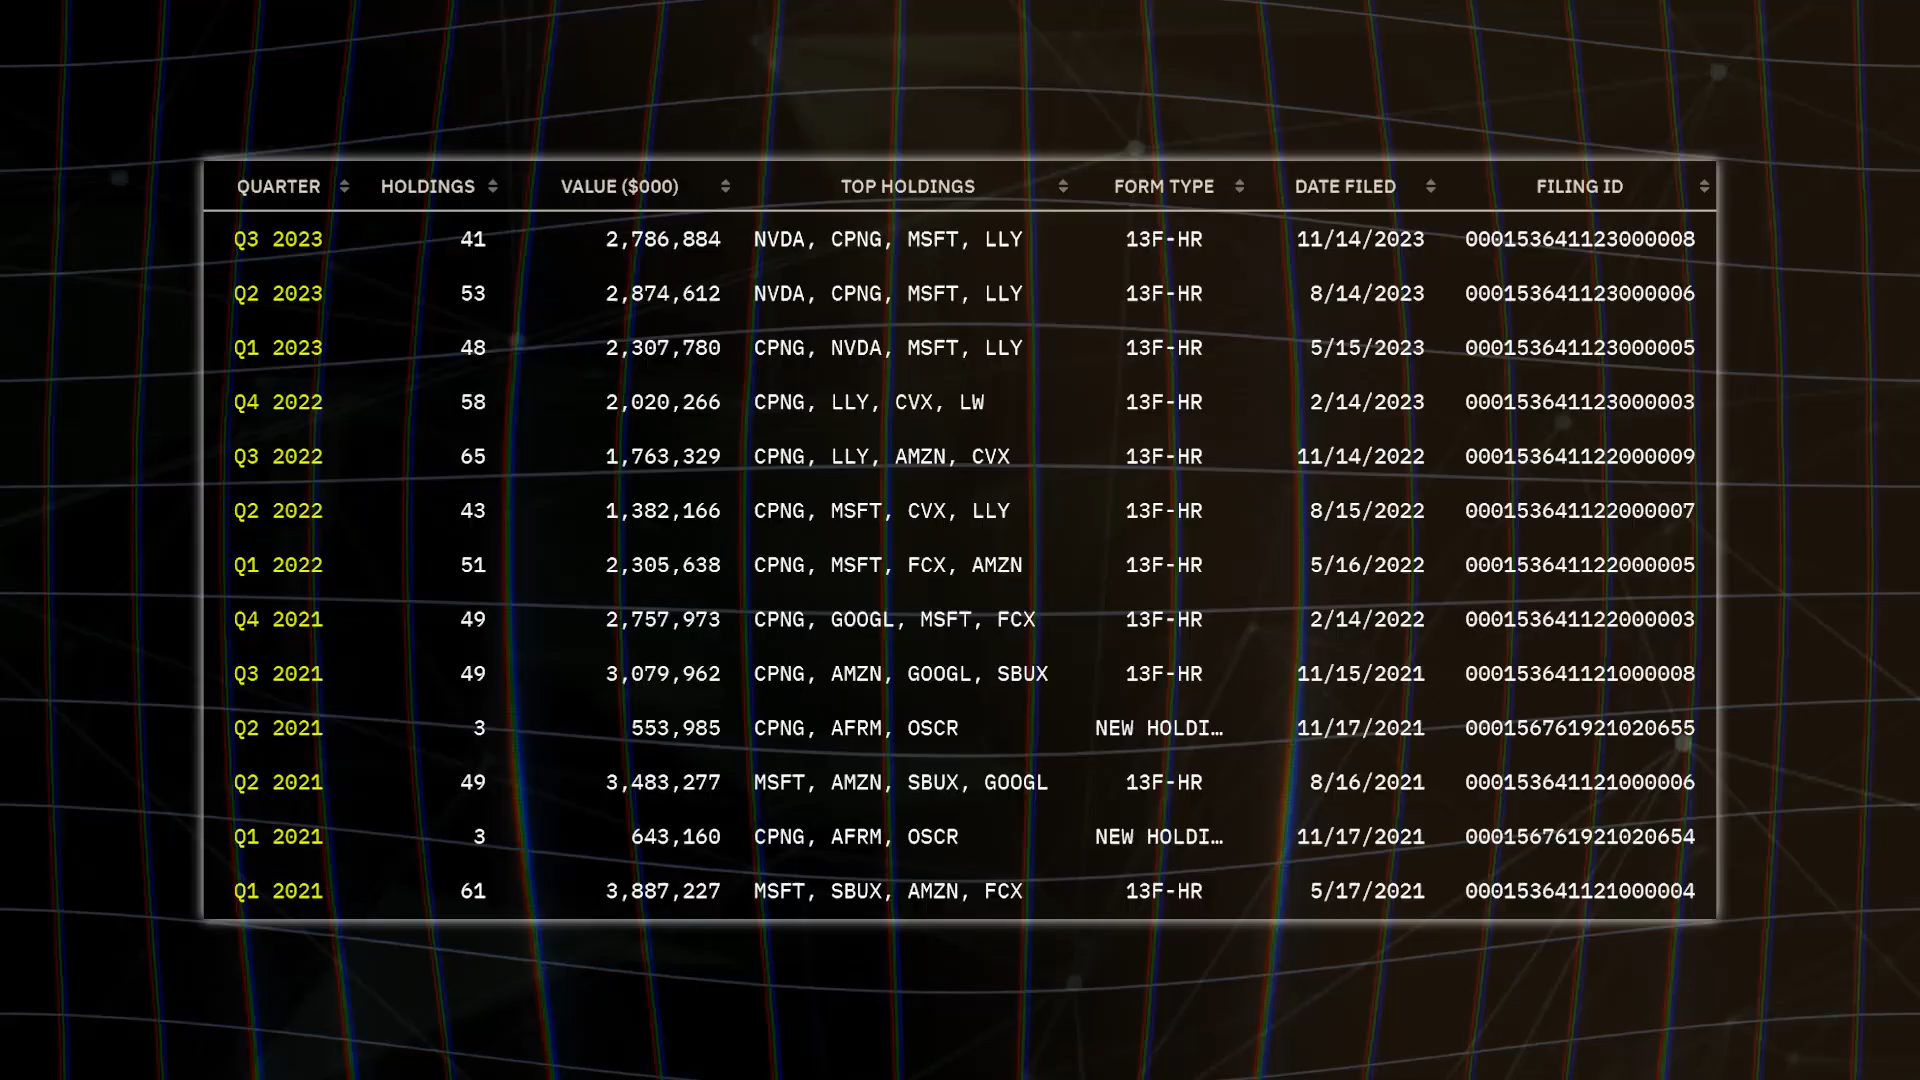 QUARTER HOLDINGS VALUE ($000) TOP HOLDINGS FORM TYPE DATE FILED FILING ID
Q3 2023 41 2,786,884 NVDA, CPNG, MSFT, LLY 13F-HR 11/14/2023 000153641123000008
Q2 2023 53 2,874,612 NVDA, CPNG, MSFT, LLY 13F-HR 8/14/2023 000153641123000006
Q1 2023 48 2,307,780 CPNG, NVDA, MSFT, LLY 13F-HR 5/15/2023 000153641123000005
Q4 2022 58 2,020,266 CPNG, LLY, CVX, LW 13F-HR 2/14/2023 000153641123000003
Q3 2022 65 1,763,329 CPNG, LLY, AMZN, CVX 13F-HR 11/14/2022 000153641122000009
Q2 2022 43 1,382,166 CPNG, MSFT, CVX, LLY 13F-HR 8/15/2022 000153641122000007
Q1 2022 51 2,305,638 CPNG, MSFT, FCX, AMZN 13F-HR 5/16/2022 000153641122000005
Q4 2021 49 2,757,973 CPNG, GOOGL, MSFT, FCX 13F-HR 2/14/2022 000153641122000003
Q3 2021 49 3,079,962 CPNG, AMZN, GOOGL, SBUX 13F-HR 11/15/2021 000153641121000008
Q2 2021 3 553,985 CPNG, AFRM, OSCR NEW HOLDI… 11/17/2021 000156761921020655
Q2 2021 49 3,483,277 MSFT, AMZN, SBUX, GOOGL 13F-HR 8/16/2021 000153641121000006
Q1 2021 3 643,160 CPNG, AFRM, OSCR NEW HOLDI… 11/17/2021 000156761921020654
Q1 2021 61 3,887,227 MSFT, SBUX, AMZN, FCX 13F-HR 5/17/2021 000153641121000004